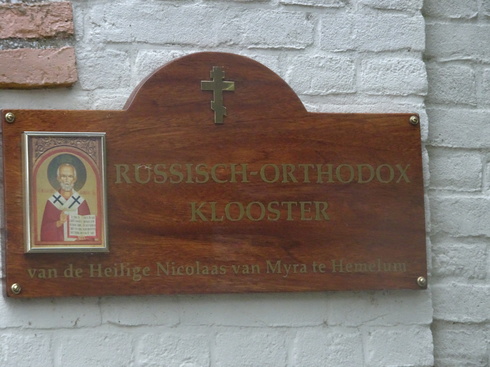 RUSSISCH-ORTHODOX
KLOOSTER
van de Heilige Nicolaas van Myra te Hemelum